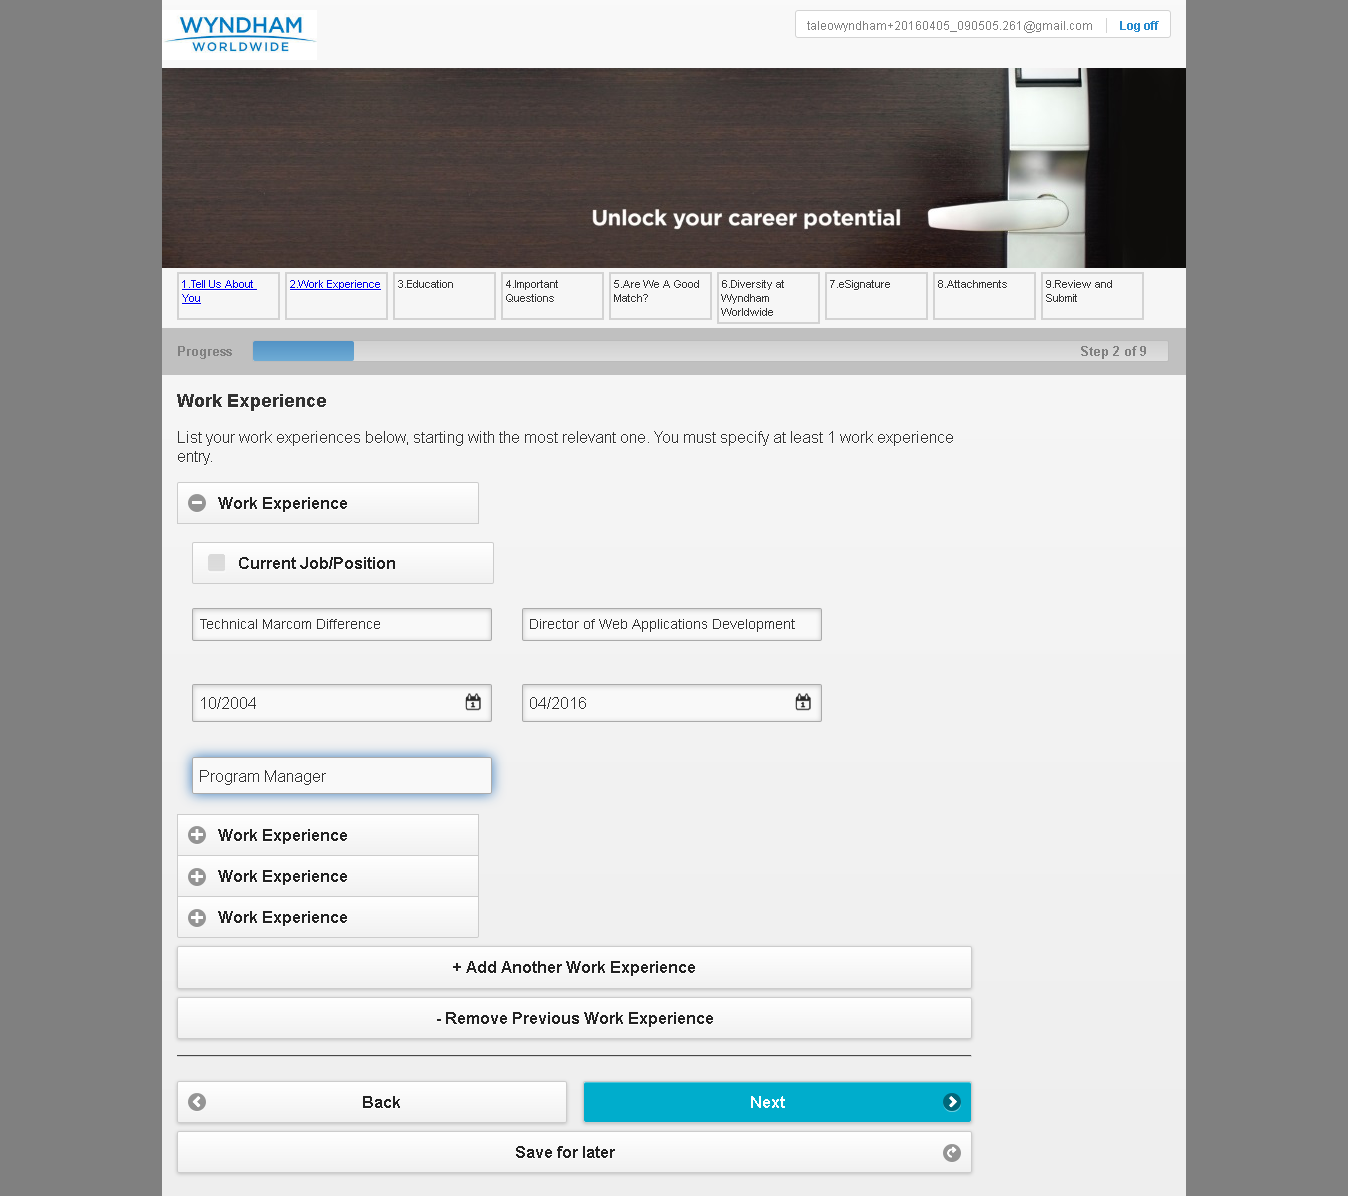 WYNDHAM
WORLDWIDE
taleowyndham+20160405_090505.261@gmail.com
Log off
Unlock your career potential
1.Tell Us About You
2.Work Experience
3.Education
4.Important Questions
5.Are We A Good Match?
6.Diversity at Wyndham Worldwide
7.eSignature
8.Attachments
9.Review and Submit
Progress
Step 2 of 9
Work Experience
List your work experiences below, starting with the most relevant one. You must specify at least 1 work experience
entry.
Work Experience
Current Job/Position
Technical Marcom Difference
Director of Web Applications Development
10/2004
04/2016
Program Manager
Work Experience
Work Experience
Work Experience
+ Add Another Work Experience
- Remove Previous Work Experience
Back
Next
Save for later